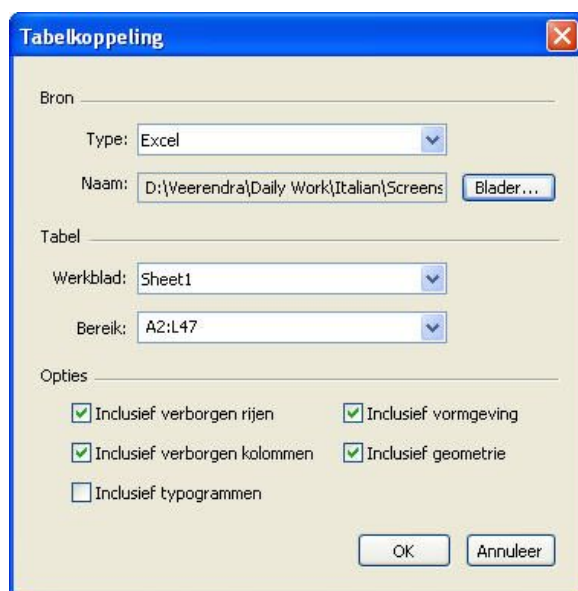 Tabelkoppeling
Bron
Type: Excel
Naam: D:\Veerendra\Daily Work\Italian\Screens Blader...
Tabel
Werkblad: Sheet1
Bereik: A2:L47
Opties
Inclusief verborgen rijen Inclusief vormgeving
Inclusief verborgen kolommen Inclusief geometrie
Inclusief typogrammen
OK Annuleer